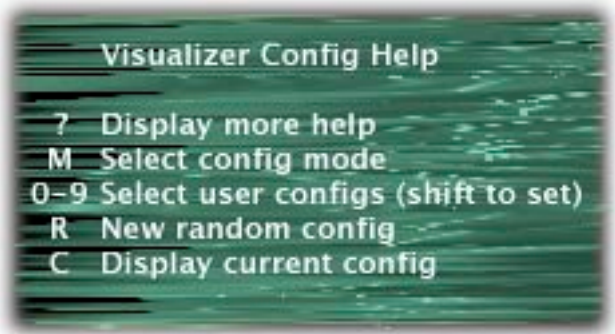 Visualizer Config Help
? Display more help
M Select config mode
0-9 Select user configs (shift to set)
R New random config
C Display current config